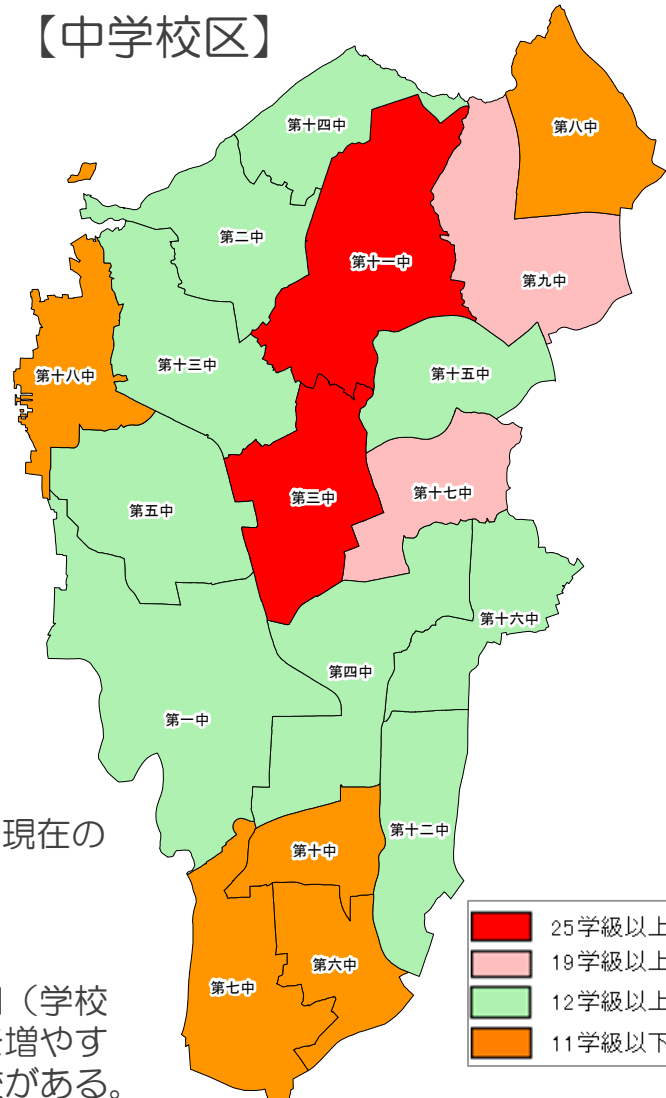 【中学校区】
第八中
第十四中
第二中
第十一中
第九中
第十八中
第十三中
第十五中
第五中
第三中
第十七中
第十六中
第四中
第一中
現在の
第十二中
第十中
第七中
第六中
25学級以上
19学級以上
12学級以上
11学級以下
（学校
増やす
がある。